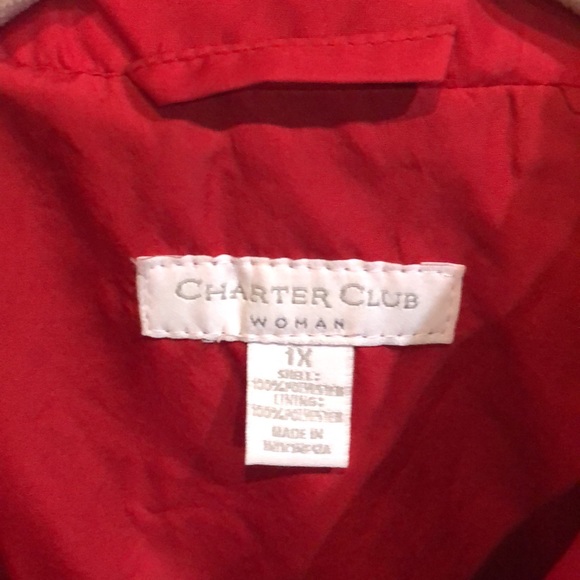 CHARTER CLUB
WOMAN
1X
SHELL:
100%POLYESTER
LINING:
100%POLYESTER
MADE IN
INDONESIA